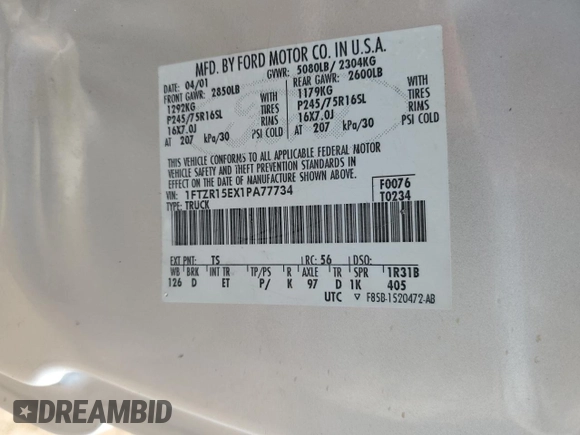 MFD. BY FORD MOTOR CO. IN U.S.A.
DATE: 04/01 GVWR: 5080LB/ 2304KG
FRONT GAWR: 2850LB REAR GAWR: 2600LB
1292KG WITH 1179KG WITH
P245/75R16SL TIRES P245/75R16SL TIRES
16X7.0J RIMS 16X7.0J RIMS
AT 207 kPa/30 PSI COLD AT 207 kPa/30 PSI COLD
THIS VEHICLE CONFORMS TO ALL APPLICABLE FEDERAL MOTOR
VEHICLE SAFETY AND THEFT PREVENTION STANDARDS IN
EFFECT ON THE DATE OF MANUFACTURE SHOWN ABOVE.
VIN: 1FTZR15EX1PA77734 F0076
TYPE: TRUCK T0234
EXT PNT: TS RC: 56 DSO:
WB BRK INT TR TP/PS R AXLE TR SPR 1R31B
126 D ET P/ K 97 D 1K 405
UTC ▽ F85B-1520472-AB
DREAMBID